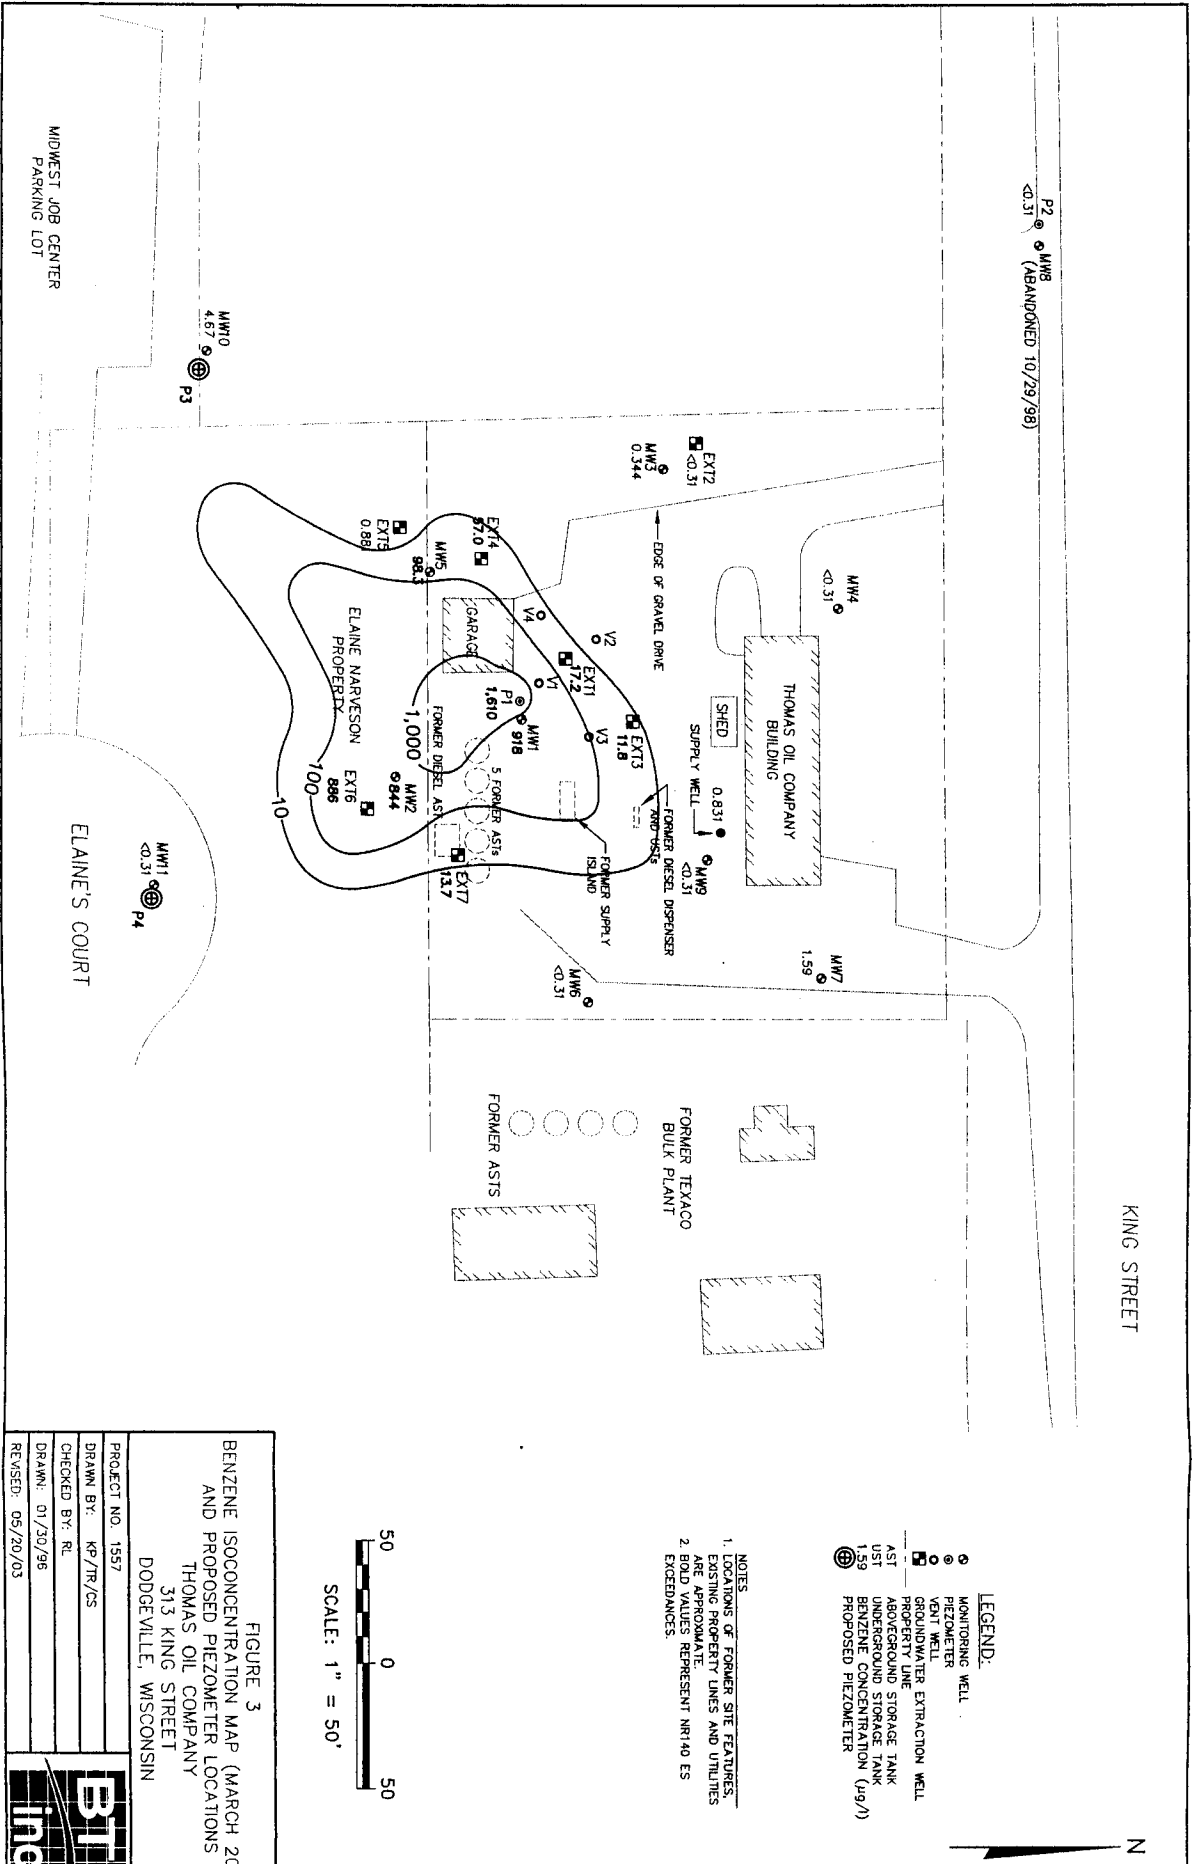 KING STREET
P2
<0.31
MW8
(ABANDONED 10/29/98)
MW4
<0.31
MW7
1.59
THOMAS OIL COMPANY
BUILDING
SHED
SUPPLY WELL
0.831
MW9
<0.31
EXT2
<0.31
MW3
0.344
EDGE OF GRAVEL DRIVE
FORMER DIESEL DISPENSER
AND USTs
EXT3
11.8
V2
V3
EXT1
17.2
V4
V1
FORMER SUPPLY
ISLAND
MW6
<0.31
P1
1,610
MW1
918
EXT4
57.0
GARAGE
5 FORMER ASTs
EXT7
13.7
FORMER DIESEL AST
MW5
98.3
EXT5
0.88
1,000
MW2
844
EXT6
886
ELAINE NARVESON
PROPERTY
100
10
MW10
4.67
P3
MW11
<0.31
P4
ELAINE'S COURT
MIDWEST JOB CENTER
PARKING LOT
FORMER TEXACO
BULK PLANT
FORMER ASTS
N
LEGEND:
MONITORING WELL
PIEZOMETER
VENT WELL
GROUNDWATER EXTRACTION WELL
PROPERTY LINE
AST ABOVEGROUND STORAGE TANK
UST UNDERGROUND STORAGE TANK
1.59 BENZENE CONCENTRATION (µg/l)
PROPOSED PIEZOMETER
NOTES
1. LOCATIONS OF FORMER SITE FEATURES,
EXISTING PROPERTY LINES AND UTILITIES
ARE APPROXIMATE.
2. BOLD VALUES REPRESENT NR140 ES
EXCEEDANCES.
50 0 50
SCALE: 1" = 50'
FIGURE 3
BENZENE ISOCONCENTRATION MAP (MARCH 20
AND PROPOSED PIEZOMETER LOCATIONS
THOMAS OIL COMPANY
313 KING STREET
DODGEVILLE, WISCONSIN
PROJECT NO. 1557
DRAWN BY: KP/TR/CS
CHECKED BY: RL
DRAWN: 01/30/96
REVISED: 05/20/03
BT
inc